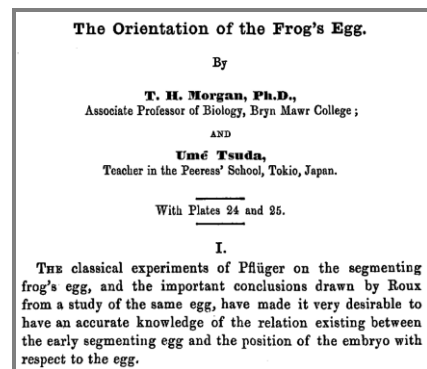 The Orientation of the Frog's Egg.
By
T. H. Morgan, Ph.D.,
Associate Professor of Biology, Bryn Mawr College;
AND
Umé Tsuda,
Teacher in the Peeress' School, Tokio, Japan.
With Plates 24 and 25.
I.
THE classical experiments of Pflüger on the segmenting
frog's egg, and the important conclusions drawn by Roux
from a study of the same egg, have made it very desirable to
have an accurate knowledge of the relation existing between
the early segmenting egg and the position of the embryo with
respect to the egg.